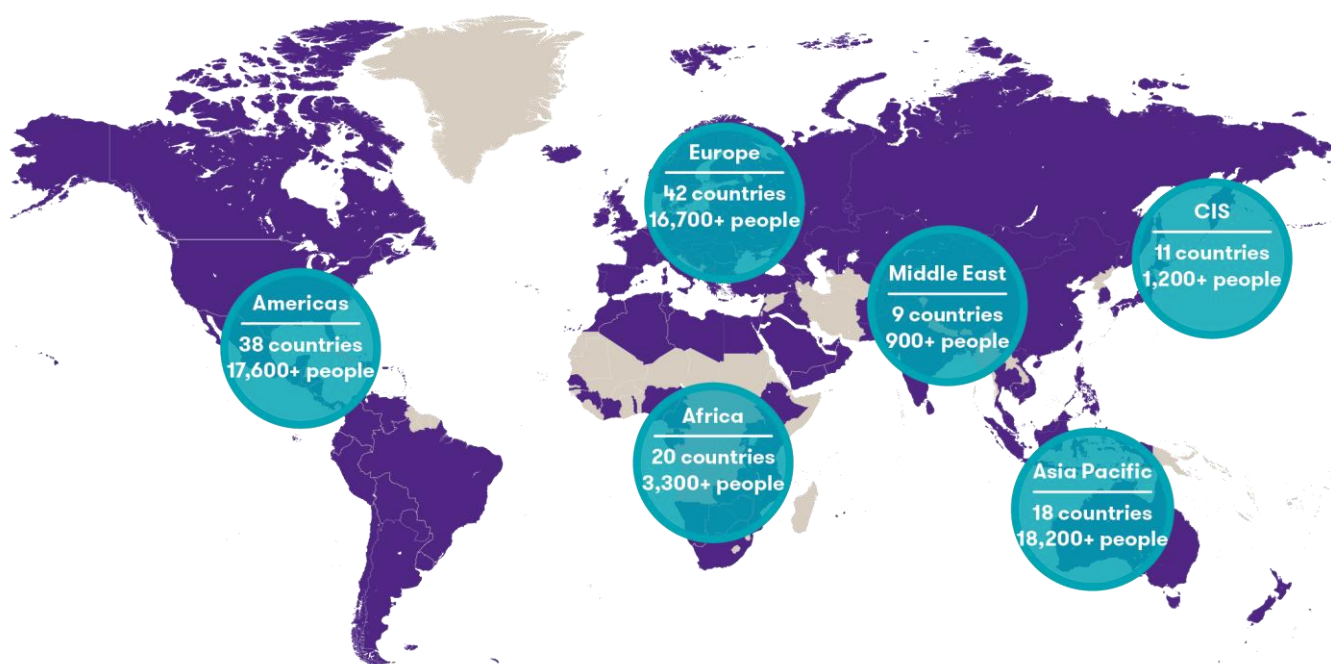 Europe
42 countries
16,700+ people
CIS
11 countries
1,200+ people
Middle East
9 countries
900+ people
Americas
38 countries
17,600+ people
Africa
20 countries
3,300+ people
Asia Pacific
18 countries
18,200+ people